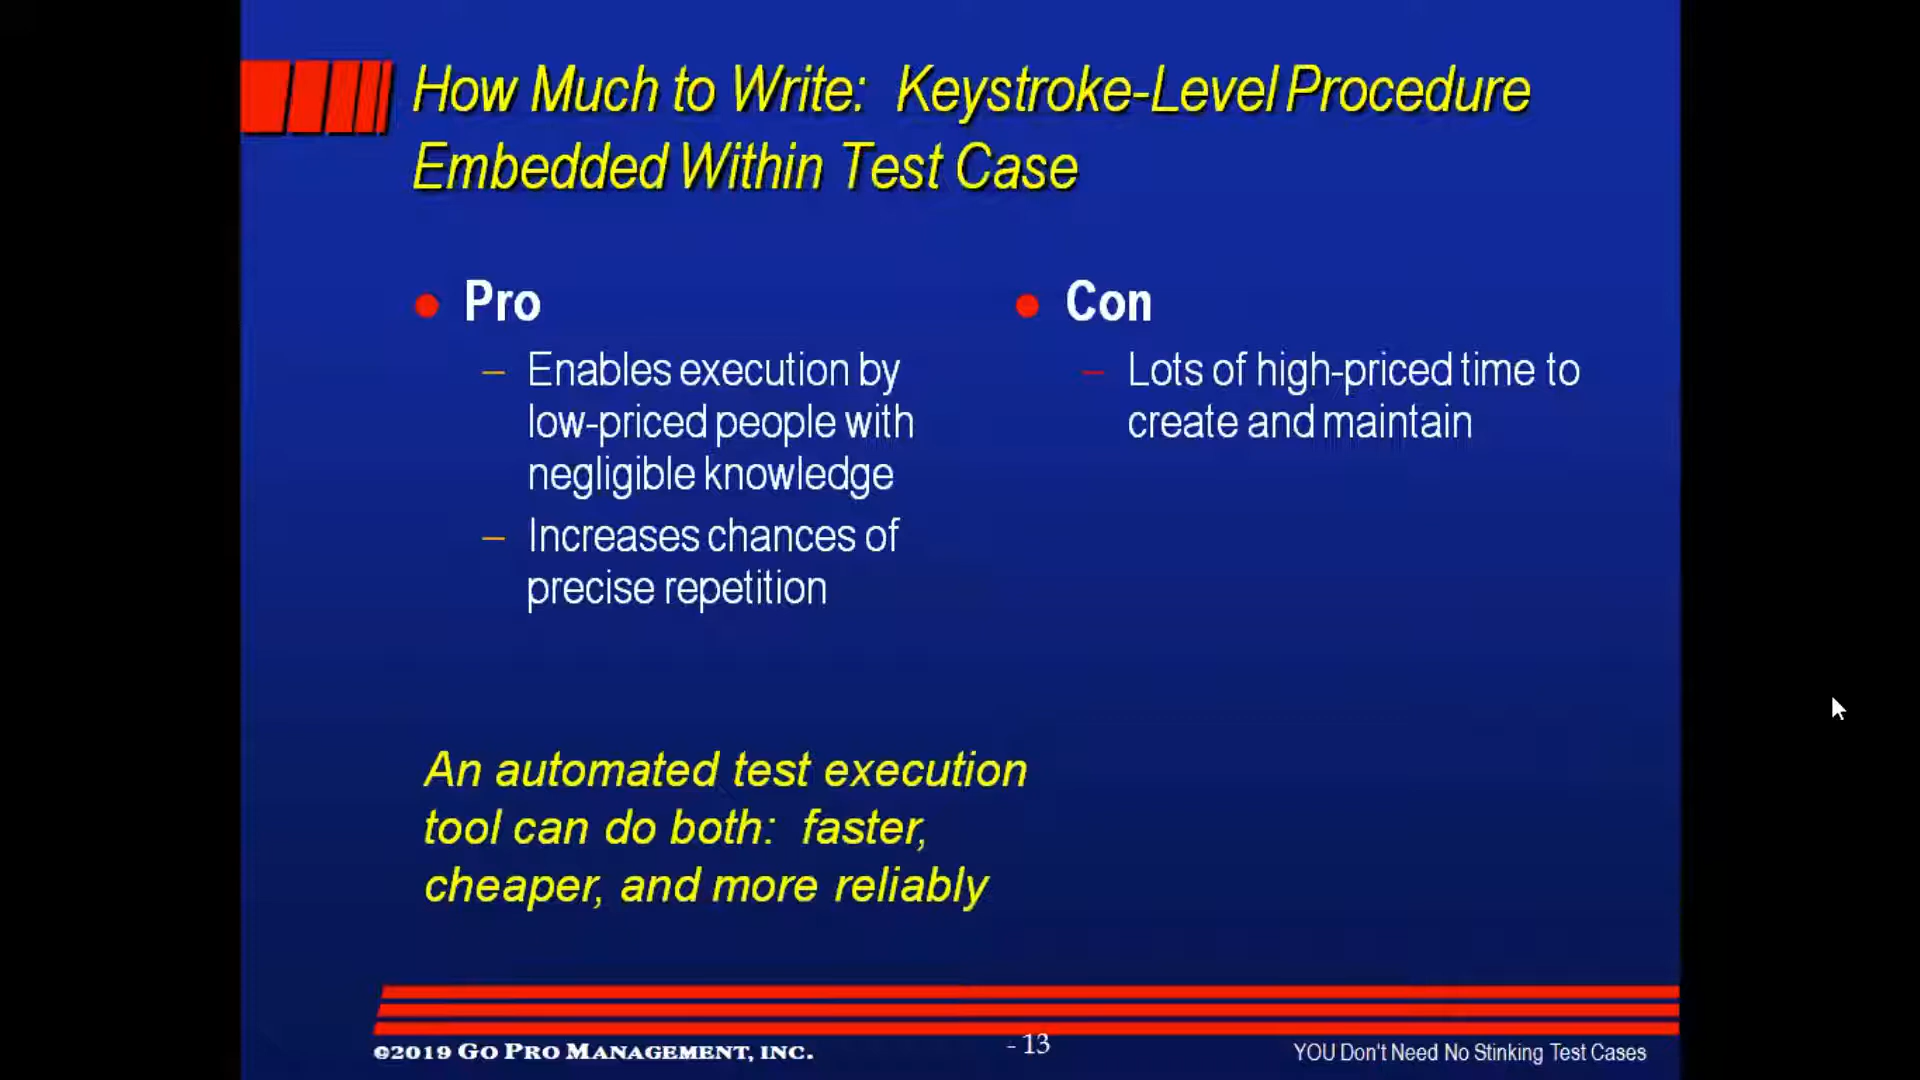 How Much to Write: Keystroke-Level Procedure
Embedded Within Test Case
Pro
– Enables execution by
low-priced people with
negligible knowledge
– Increases chances of
precise repetition
Con
– Lots of high-priced time to
create and maintain
An automated test execution
tool can do both: faster,
cheaper, and more reliably
©2019 GO PRO MANAGEMENT, INC.
- 13
YOU Don't Need No Stinking Test Cases